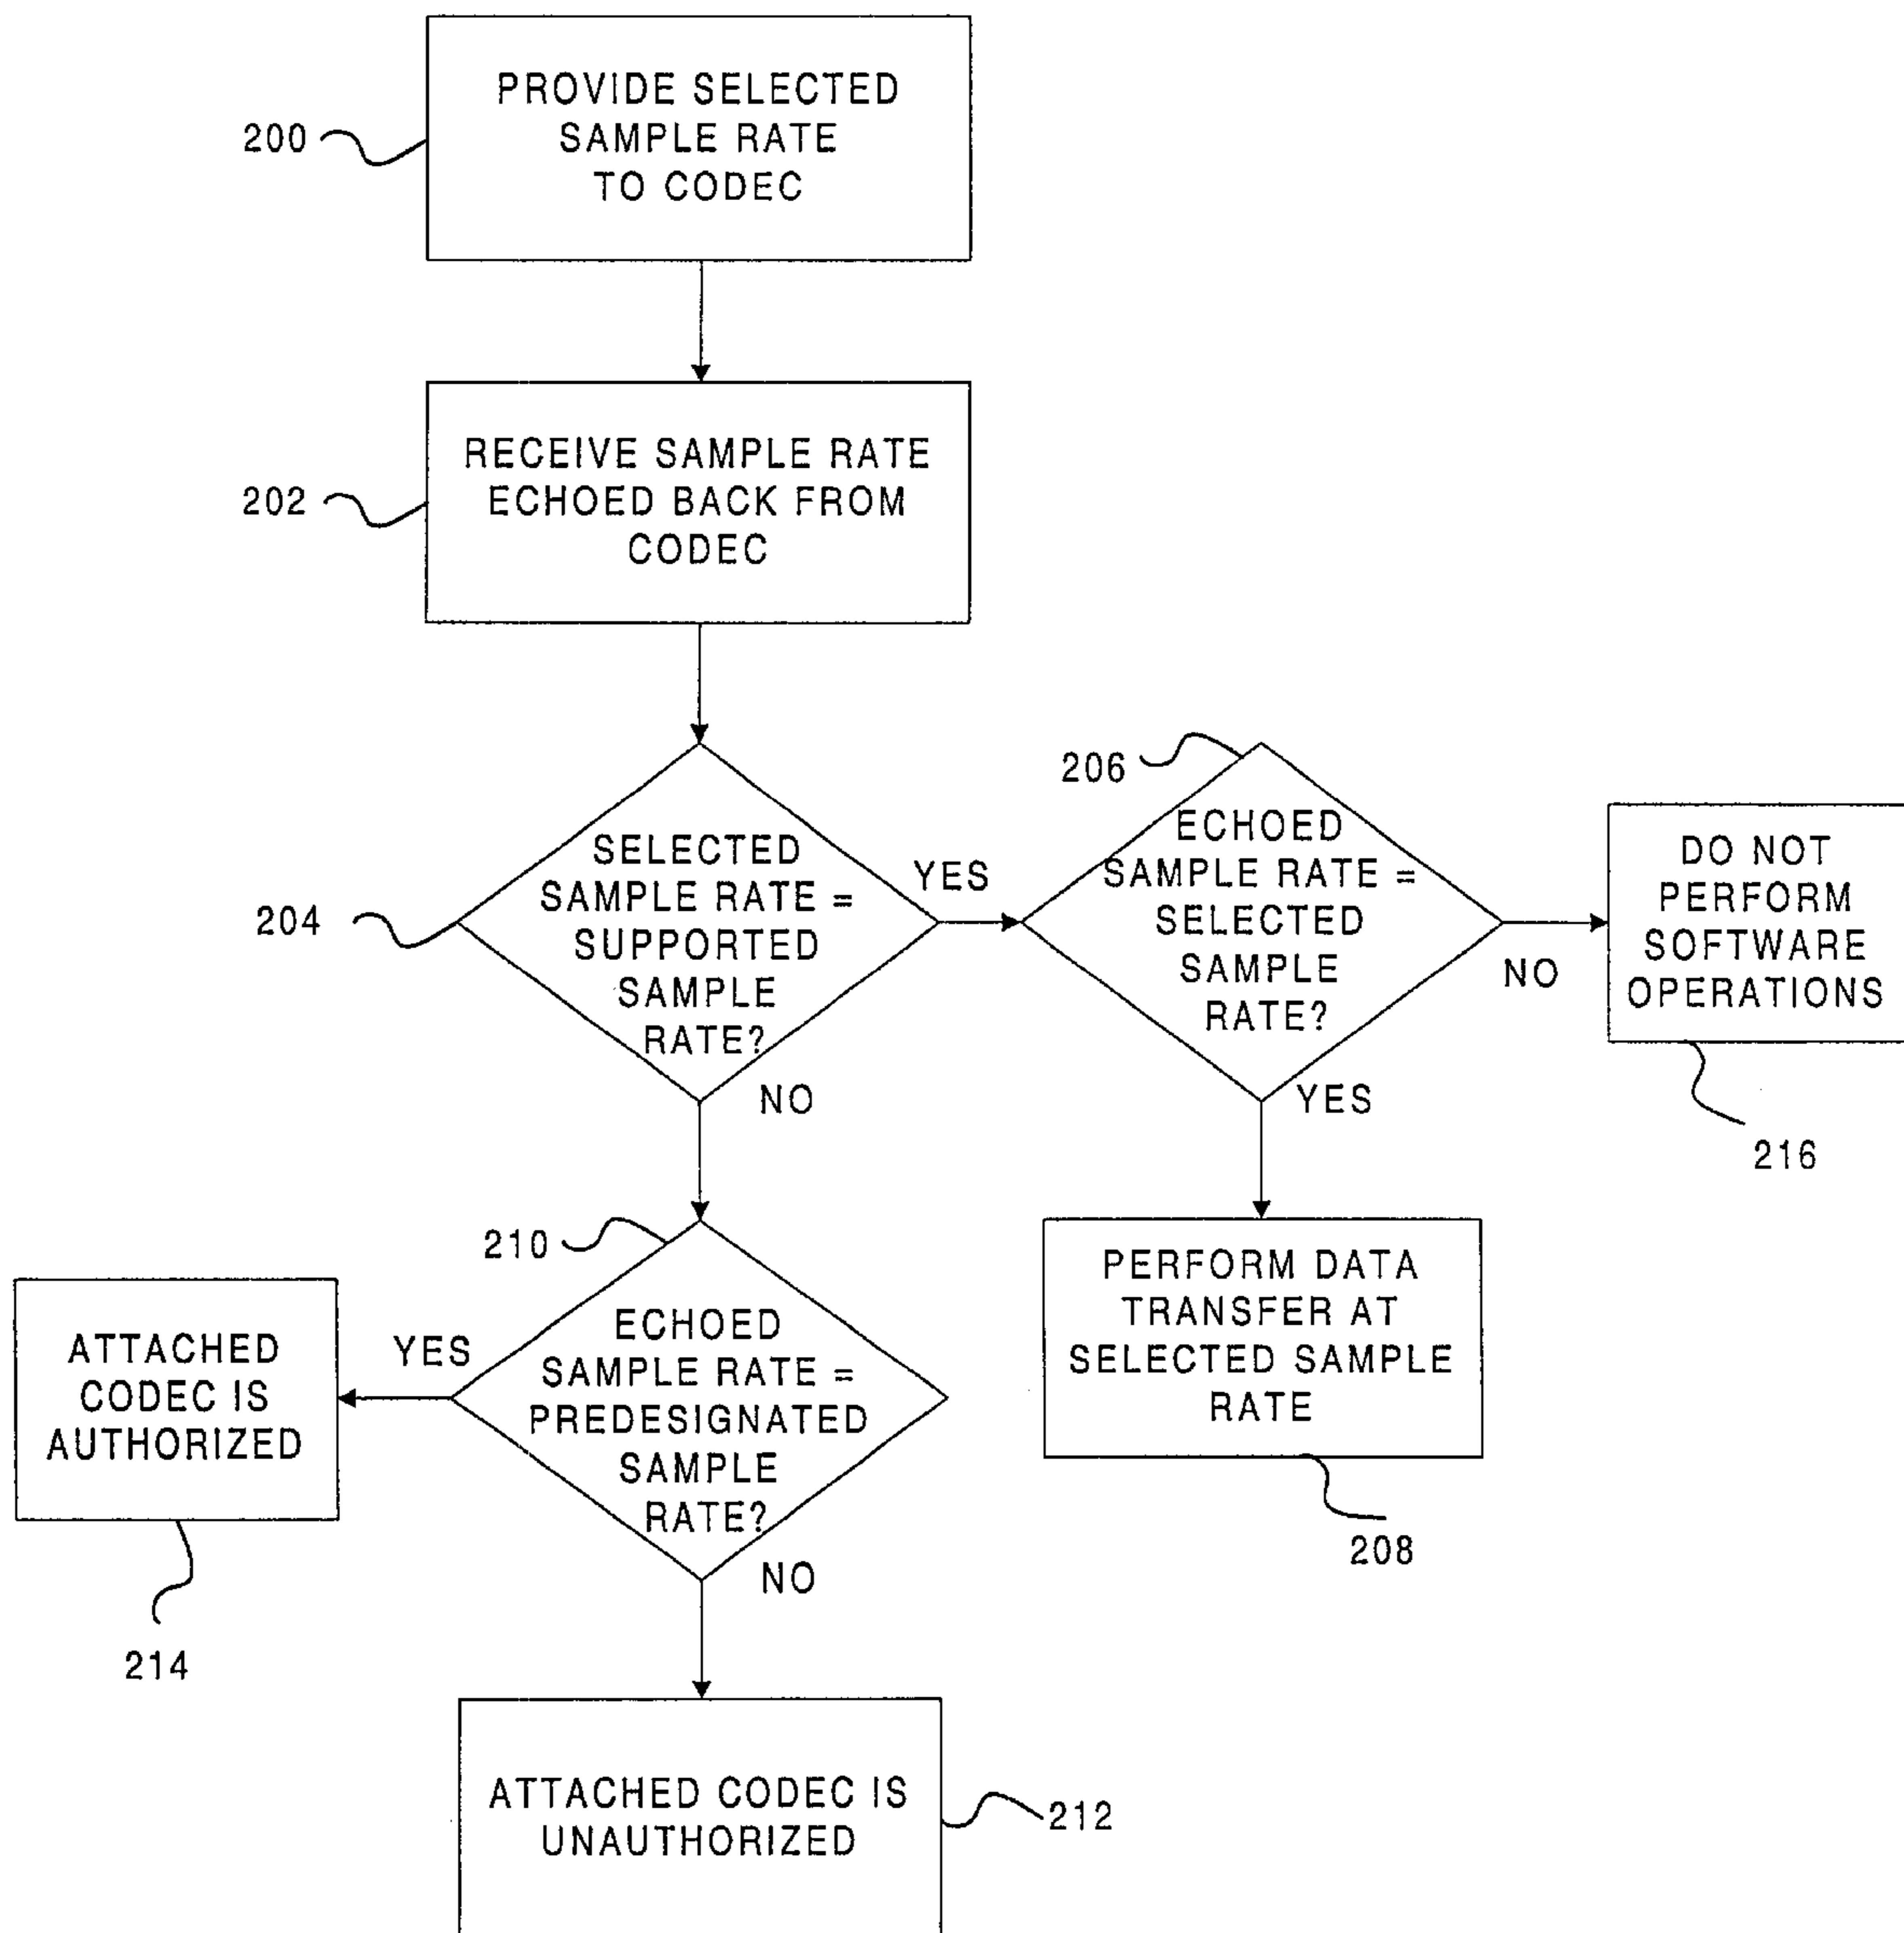 PROVIDE SELECTED
SAMPLE RATE
TO CODEC
200
RECEIVE SAMPLE RATE
ECHOED BACK FROM
CODEC
202
SELECTED
SAMPLE RATE =
SUPPORTED
SAMPLE
RATE?
204
YES
NO
206
ECHOED
SAMPLE RATE =
SELECTED
SAMPLE
RATE?
NO
YES
DO NOT
PERFORM
SOFTWARE
OPERATIONS
216
PERFORM DATA
TRANSFER AT
SELECTED SAMPLE
RATE
208
210
ECHOED
SAMPLE RATE =
PREDESIGNATED
SAMPLE
RATE?
YES
NO
ATTACHED
CODEC IS
AUTHORIZED
214
ATTACHED CODEC IS
UNAUTHORIZED
212